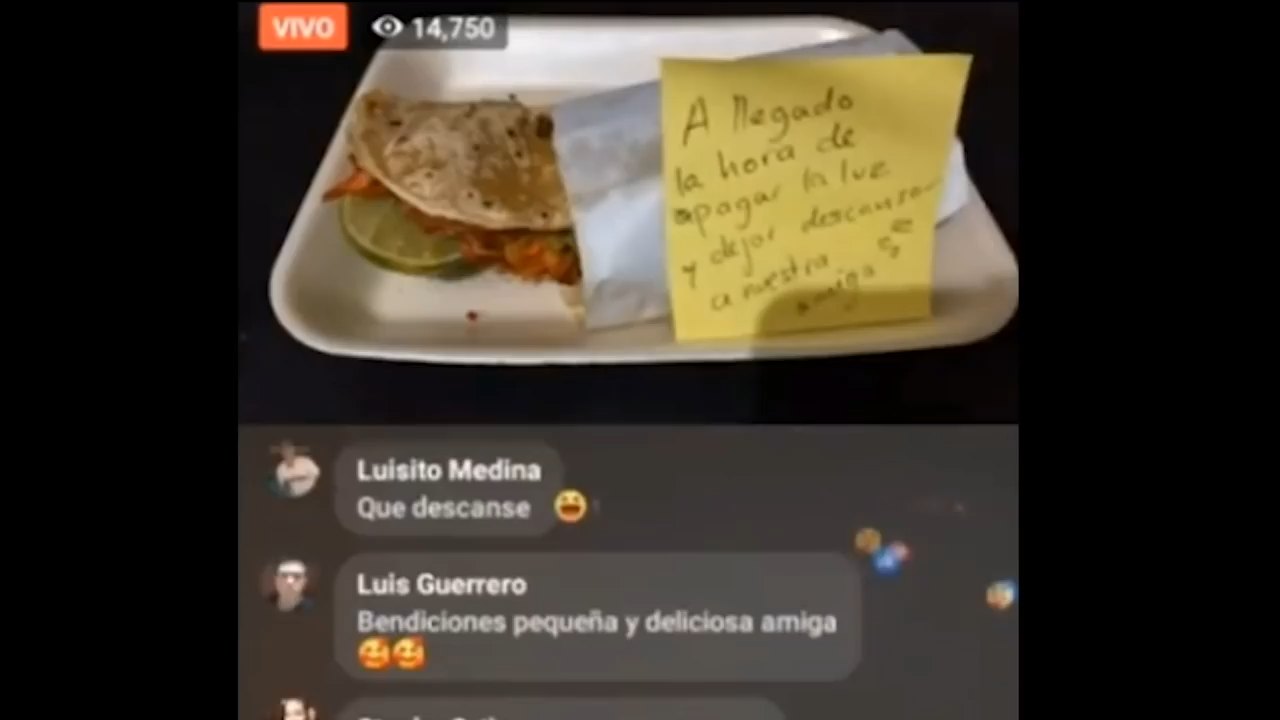 VIVO 14,750
A llegado
la hora de
apagar la luz
y dejar descansar
a nuestra
amiga
Luisito Medina
Que descanse
Luis Guerrero
Bendiciones pequeña y deliciosa amiga